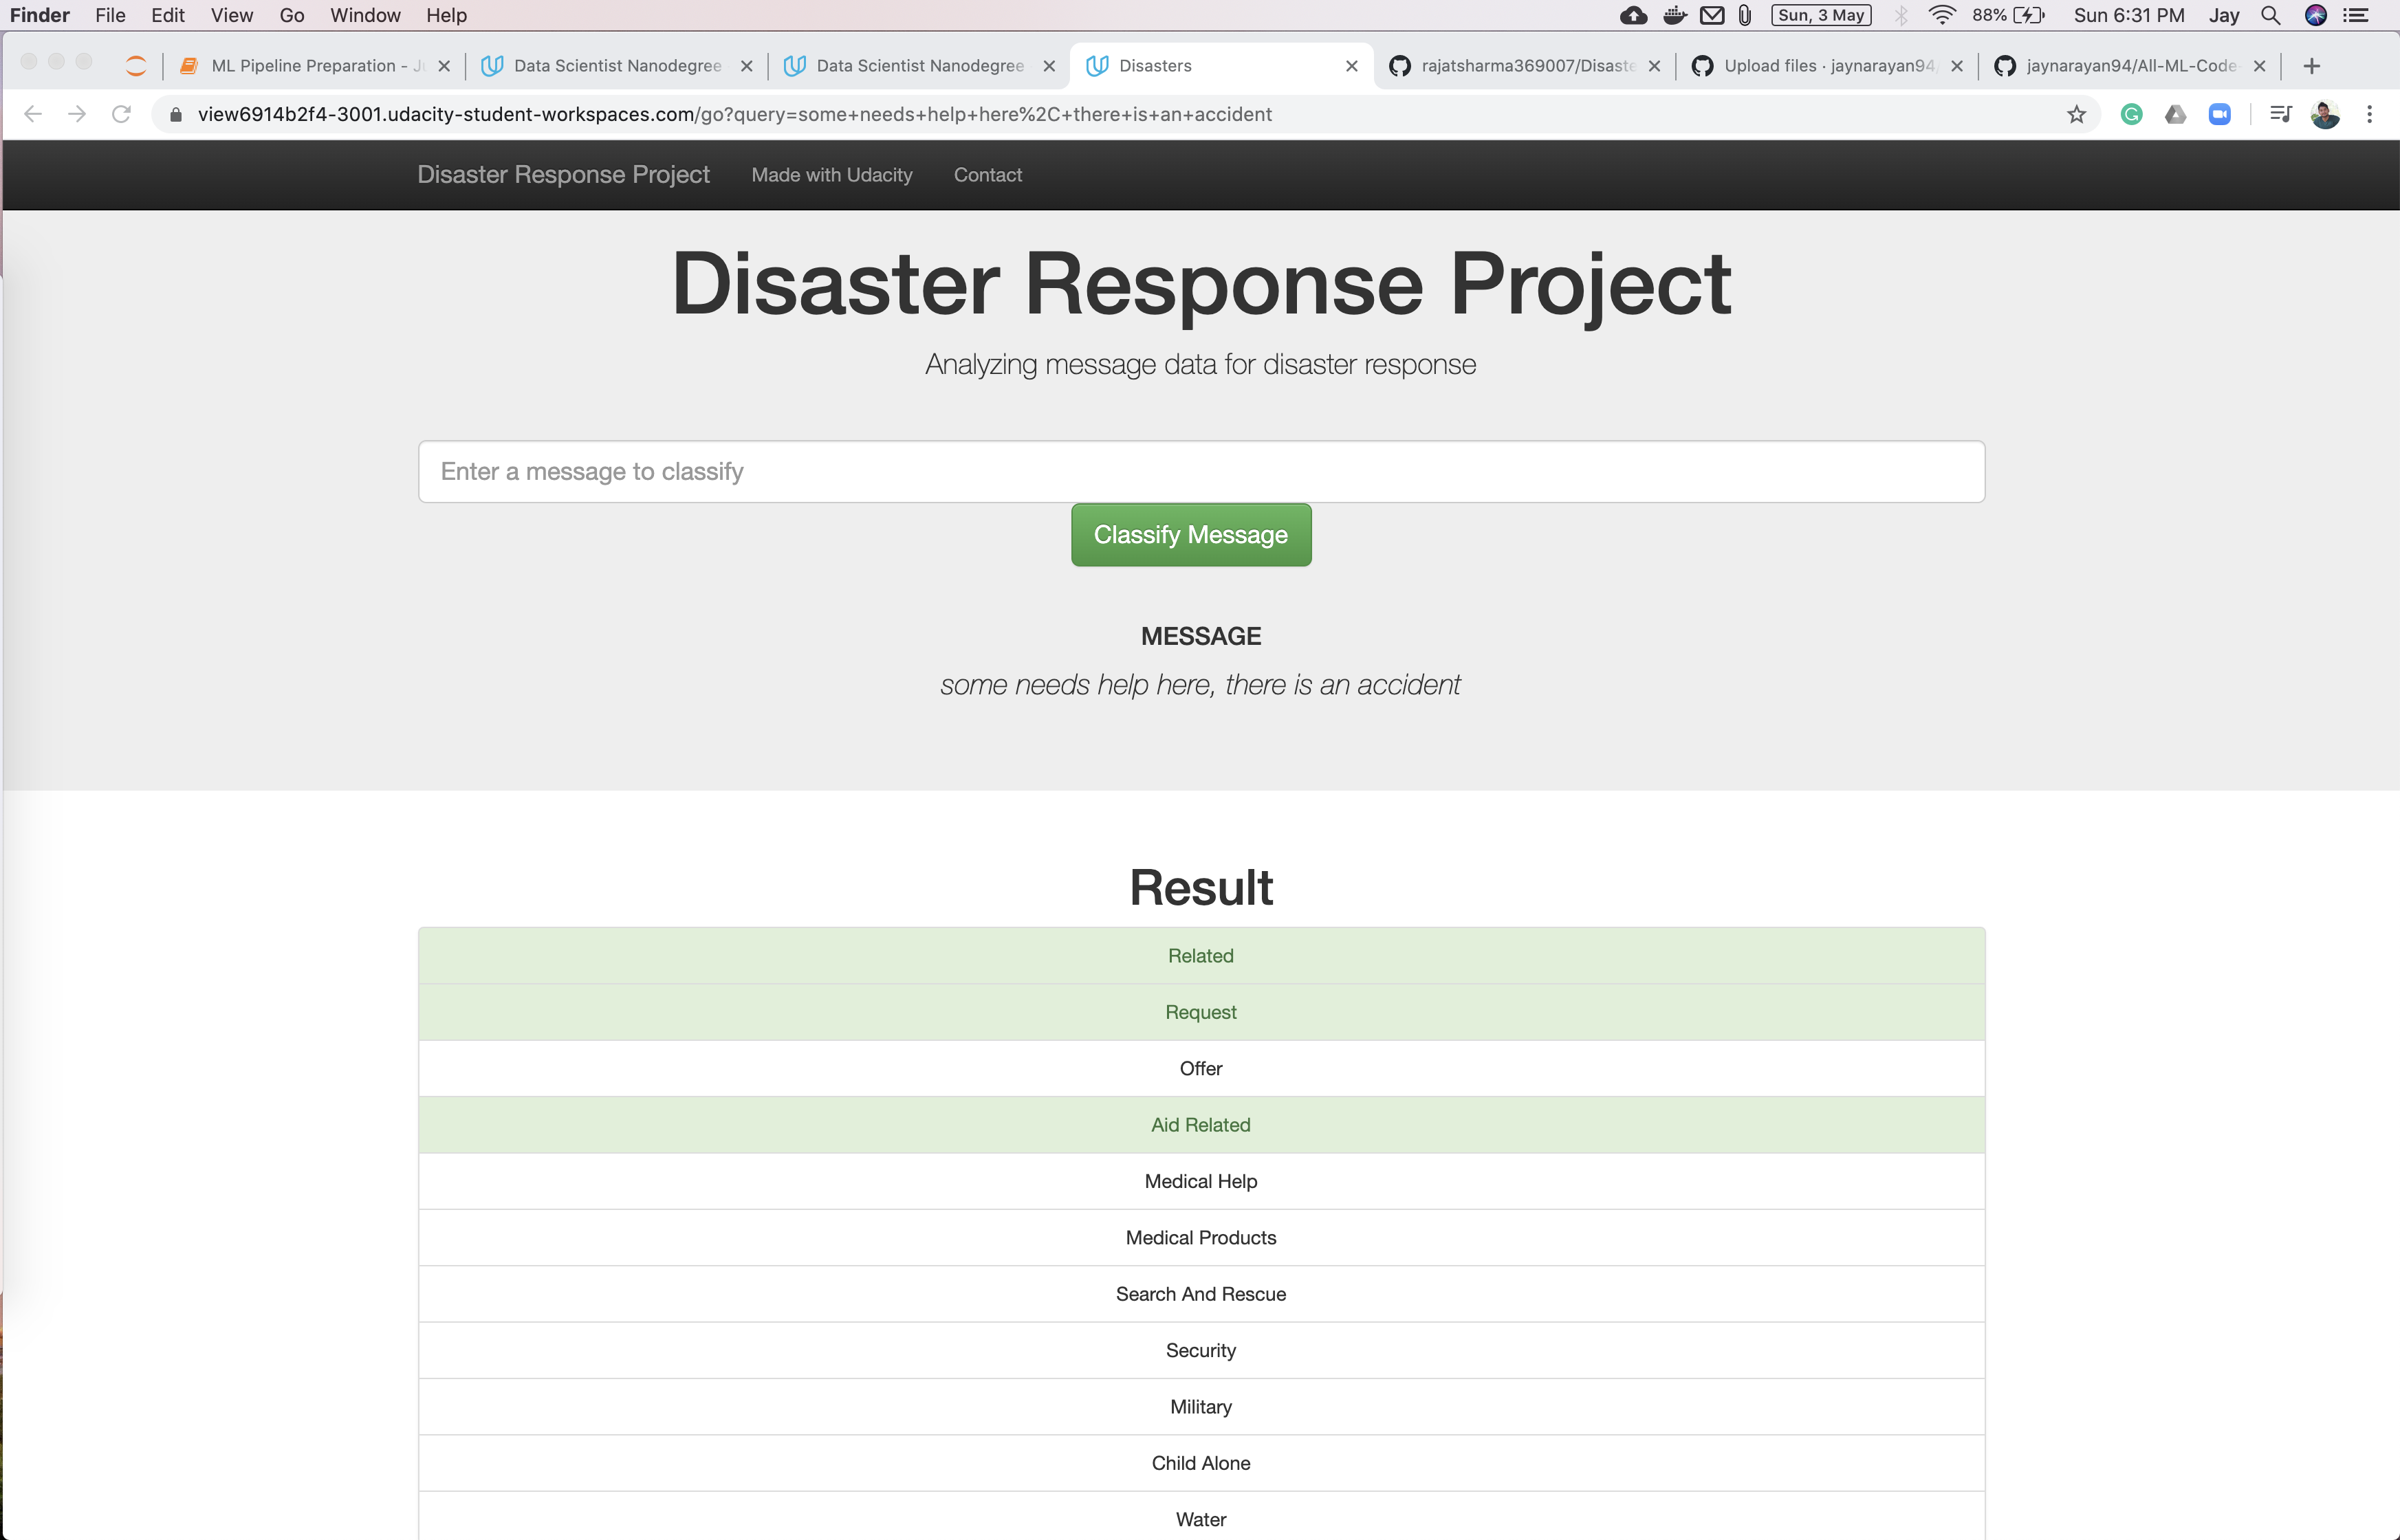 Finder File Edit View Go Window Help Sun, 3 May 88% Sun 6:31 PM Jay
ML Pipeline Preparation - Ju Data Scientist Nanodegree Data Scientist Nanodegree Disasters rajatsharma369007/Disaste Upload files · jaynarayan94/ jaynarayan94/All-ML-Code-
view6914b2f4-3001.udacity-student-workspaces.com/go?query=some+needs+help+here%2C+there+is+an+accident
Disaster Response Project Made with Udacity Contact
Disaster Response Project
Analyzing message data for disaster response
Enter a message to classify
Classify Message
MESSAGE
some needs help here, there is an accident
Result
Related
Request
Offer
Aid Related
Medical Help
Medical Products
Search And Rescue
Security
Military
Child Alone
Water